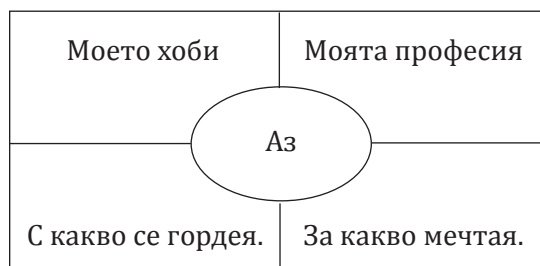 Моето хоби
Моята професия
Аз
С какво се гордея.
За какво мечтая.